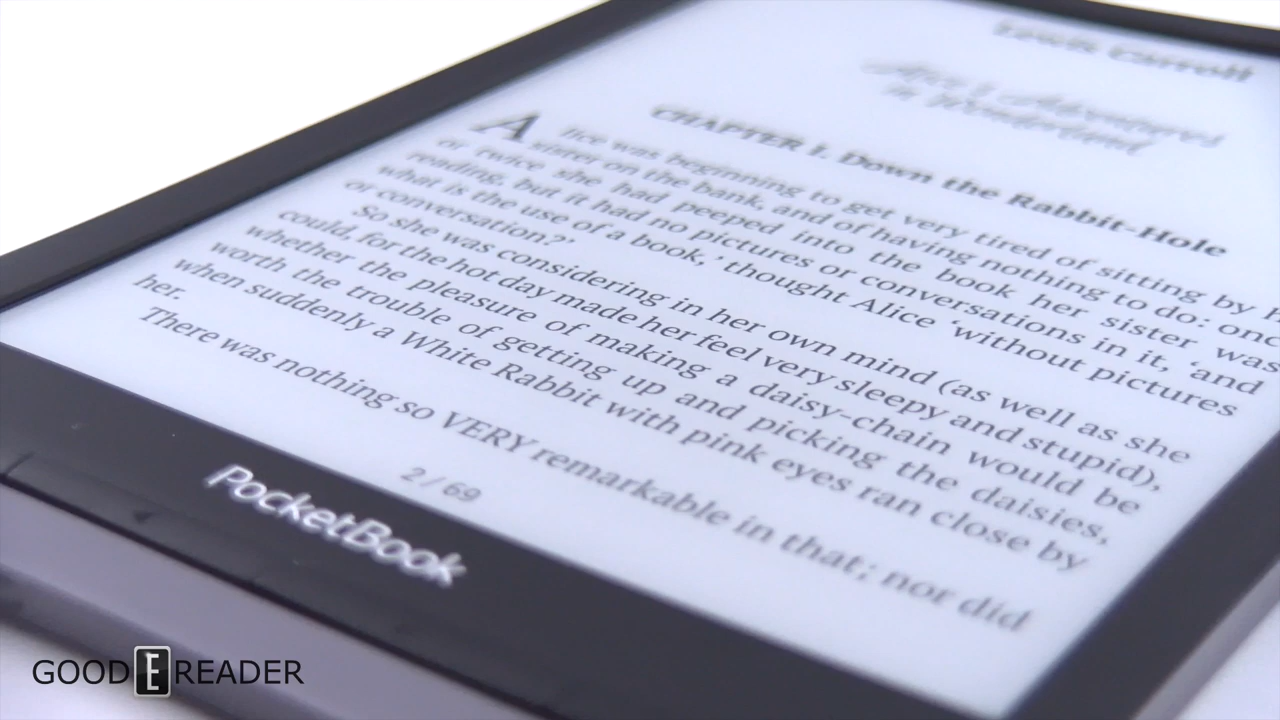 Lewis Carroll
Alice's Adventures
in Wonderland
CHAPTER I. Down the Rabbit-Hole
Alice was beginning to get very tired of sitting by
sister on the bank, and of having nothing to do: once
or twice she had peeped into the book her sister was
reading, but it had no pictures or conversations in it, 'and
what is the use of a book,' thought Alice 'without pictures
or conversation?'
So she was considering in her own mind (as well as she
could, for the hot day made her feel very sleepy and stupid),
whether the pleasure of making a daisy-chain would be
worth the trouble of getting up and picking the daisies,
when suddenly a White Rabbit with pink eyes ran close by
her.
There was nothing so VERY remarkable in that; nor did
2 / 69
PocketBook
GOOD E READER